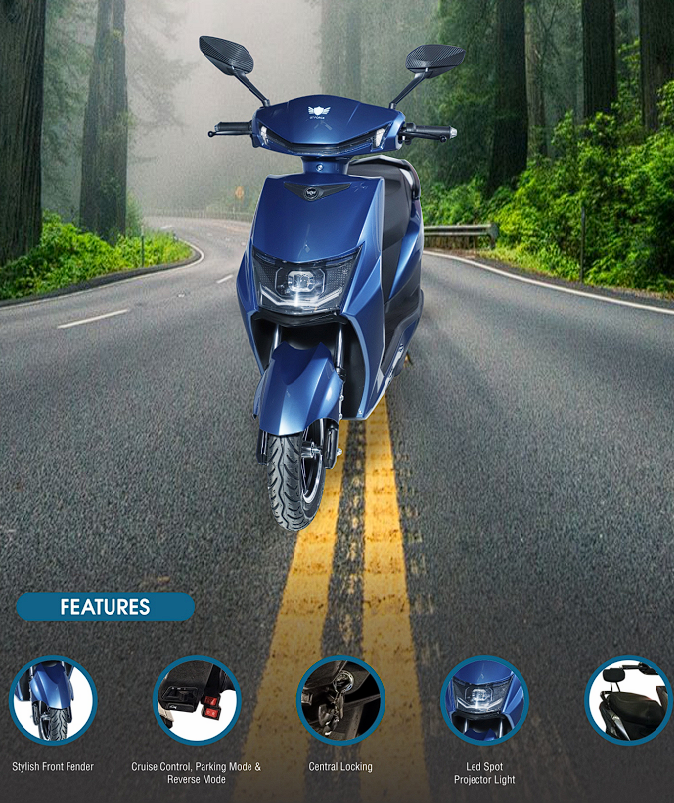 FEATURES
Stylish Front Fender
Cruise Control, Parking Mode &
Reverse Mode
Central Locking
Led Spot
Projector Light